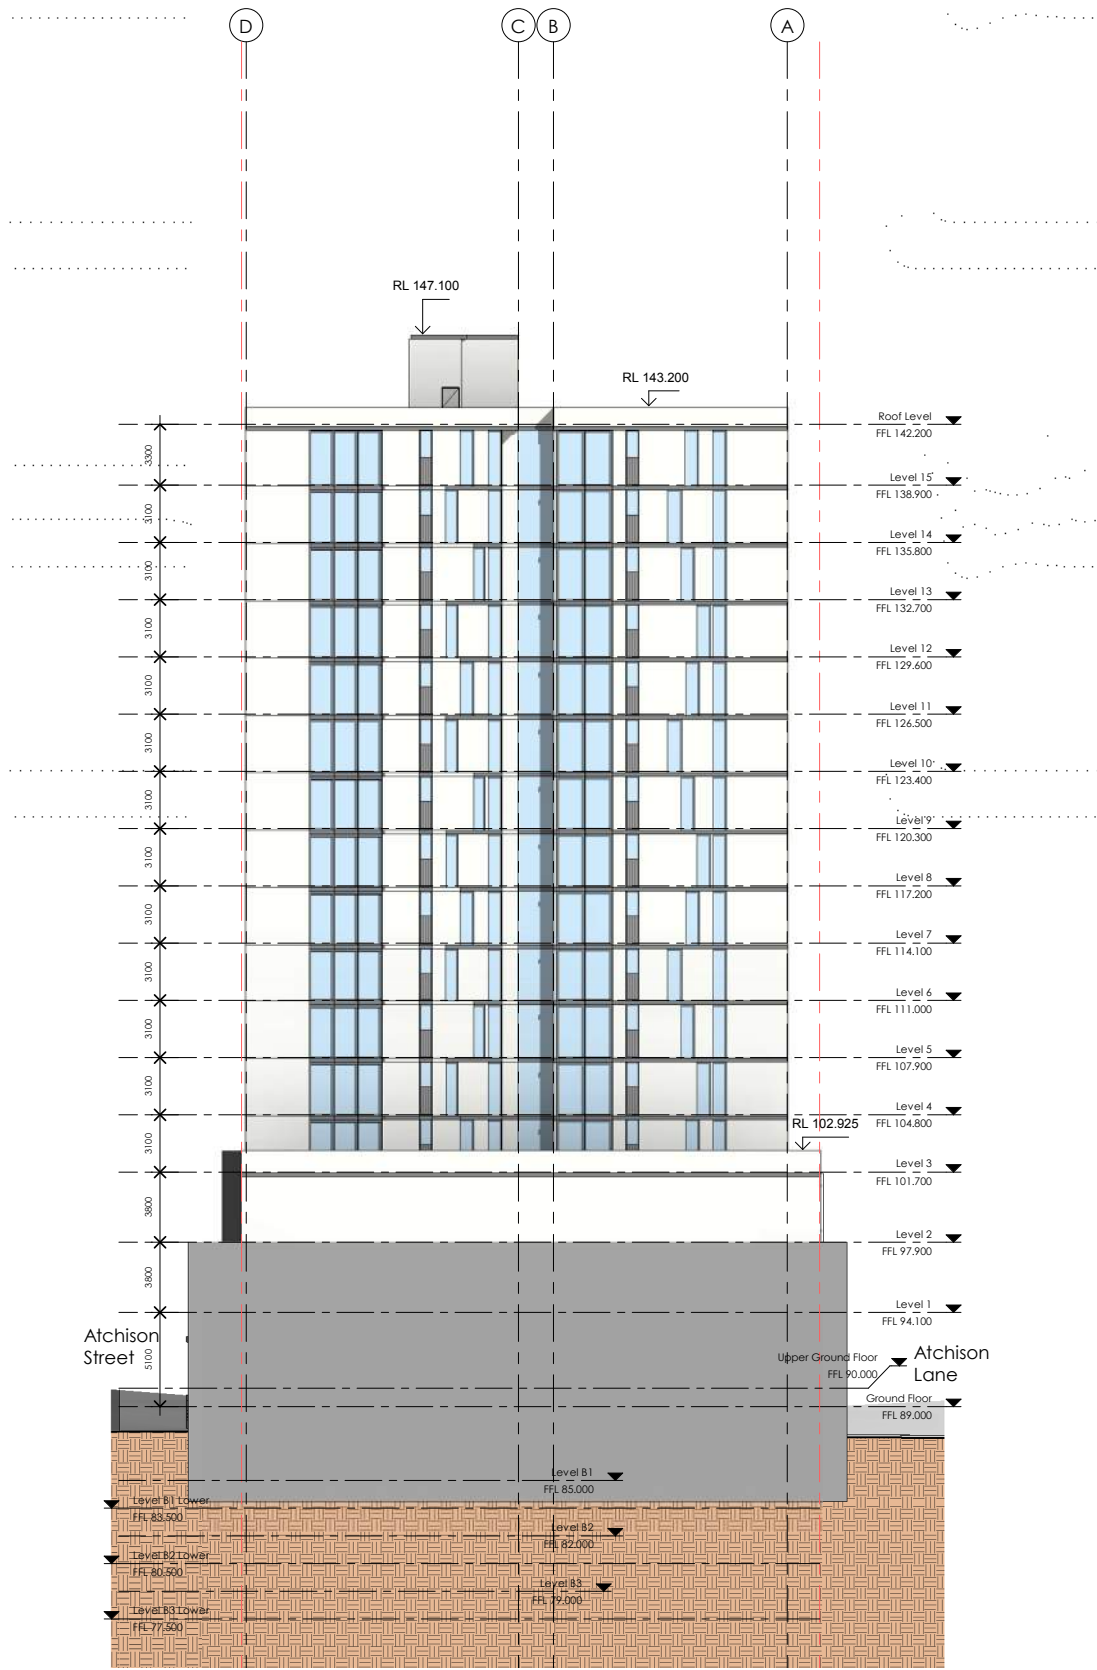 D
C
B
A
RL 147.100
RL 143.200
Roof Level
FFL 142.200
3300
Level 15
FFL 138.900
3100
Level 14
FFL 135.800
3100
Level 13
FFL 132.700
3100
Level 12
FFL 129.600
3100
Level 11
FFL 126.500
3100
Level 10
FFL 123.400
3100
Level 9
FFL 120.300
3100
Level 8
FFL 117.200
3100
Level 7
FFL 114.100
3100
Level 6
FFL 111.000
3100
Level 5
FFL 107.900
3100
Level 4
FFL 104.800
3100
RL 102.925
Level 3
FFL 101.700
3800
Level 2
FFL 97.900
3800
Level 1
FFL 94.100
5100
Atchison
Street
Upper Ground Floor
FFL 90.000
Atchison
Lane
Ground Floor
FFL 89.000
Level B1
FFL 85.000
Level B1 Lower
FFL 83.500
Level B2
FFL 82.000
Level B2 Lower
FFL 80.500
Level B3
FFL 79.000
Level B3 Lower
FFL 77.500